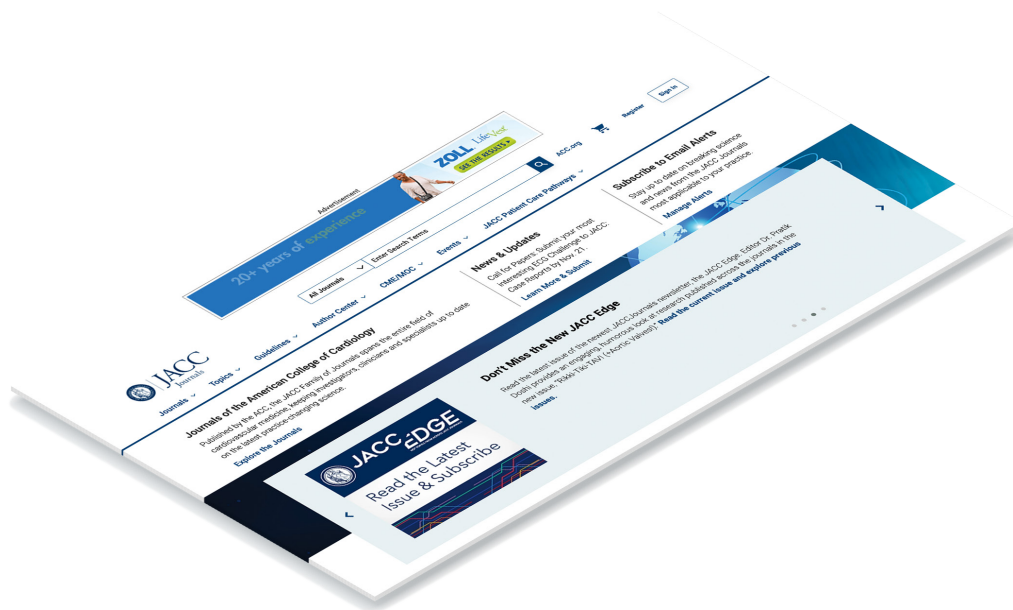 Advertisement
20+ years of experience
ZOLL LifeVest
SEE THE RESULTS
JACC
Journals
All Journals
Enter Search Terms
ACC.org
Register
Sign In
Journals
Topics
Guidelines
Author Center
CME/MOC
Events
JACC Patient Care Pathways
Journals of the American College of Cardiology
Published by the ACC, the JACC Family of Journals spans the entire field of
cardiovascular medicine, keeping investigators, clinicians and specialists up to date
on the latest practice-changing science.
Explore the Journals
News & Updates
Call for Papers: Submit your most
interesting ECG Challenge to JACC:
Case Reports by Nov. 21.
Learn More & Submit
Subscribe to Email Alerts
Stay up to date on breaking science
and news from the JACC Journals
most applicable to your practice.
Manage Alerts
JACC EDGE
Read the Latest
Issue & Subscribe
Don't Miss the New JACC Edge
Read the latest issue of the newest JACCJournals newsletter, the JACC Edge. Editor Dr. Pratik
Doshi provides an engaging, humorous look at research published across the journals in the
new issue, "Rikki-Tiki-TAVI (+Aortic Valves)." Read the current issue and explore previous
issues.